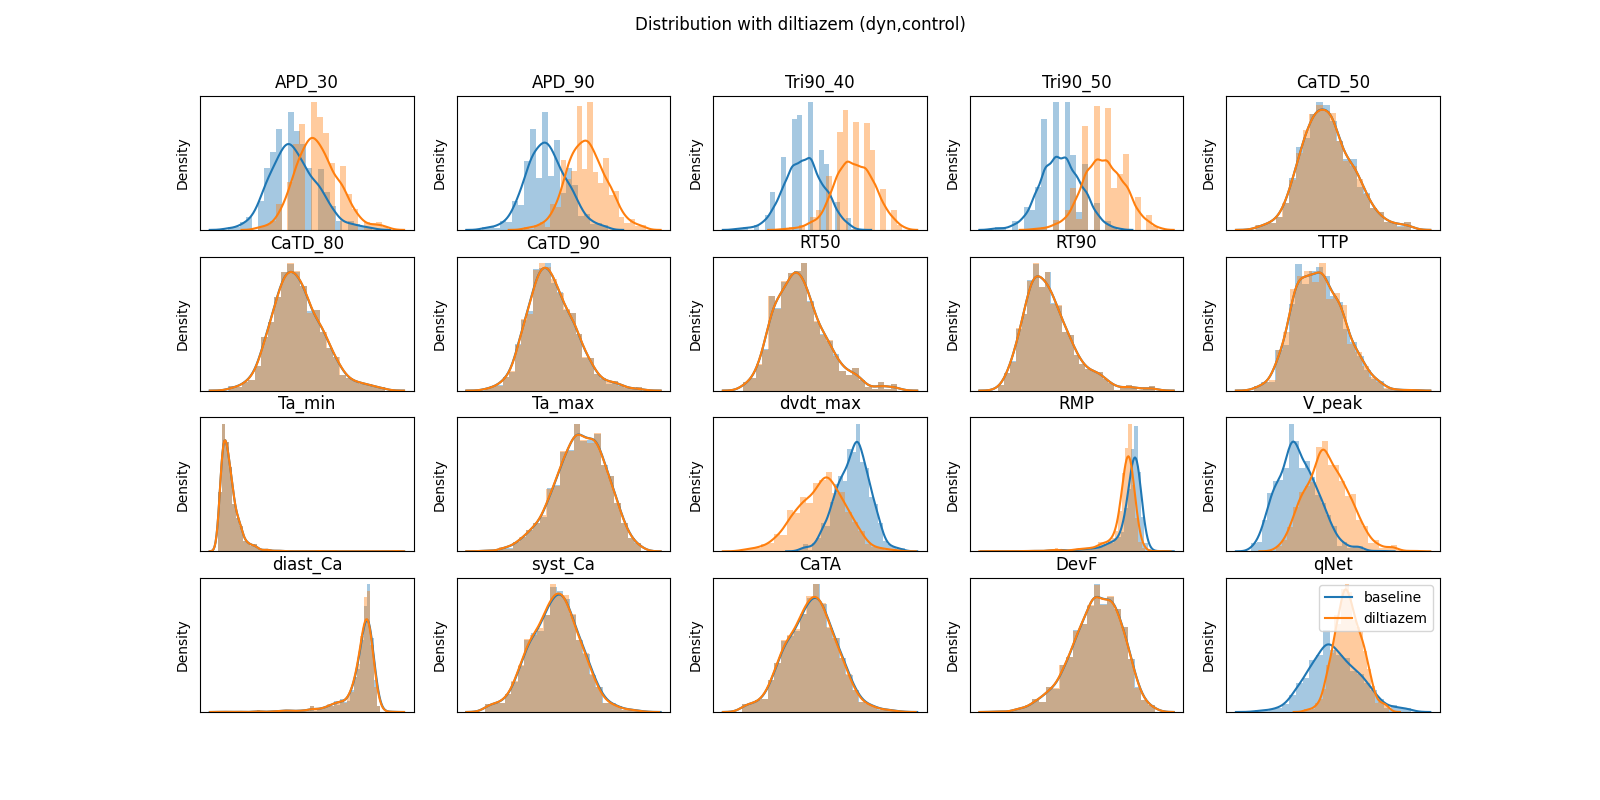 Distribution with diltiazem (dyn,control)
APD_30
APD_90
Tri90_40
Tri90_50
CaTD_50
Density
Density
Density
Density
Density
CaTD_80
CaTD_90
RT50
RT90
TTP
Density
Density
Density
Density
Density
Ta_min
Ta_max
dvdt_max
RMP
V_peak
Density
Density
Density
Density
Density
diast_Ca
syst_Ca
CaTA
DevF
qNet
Density
Density
Density
Density
Density
baseline
diltiazem